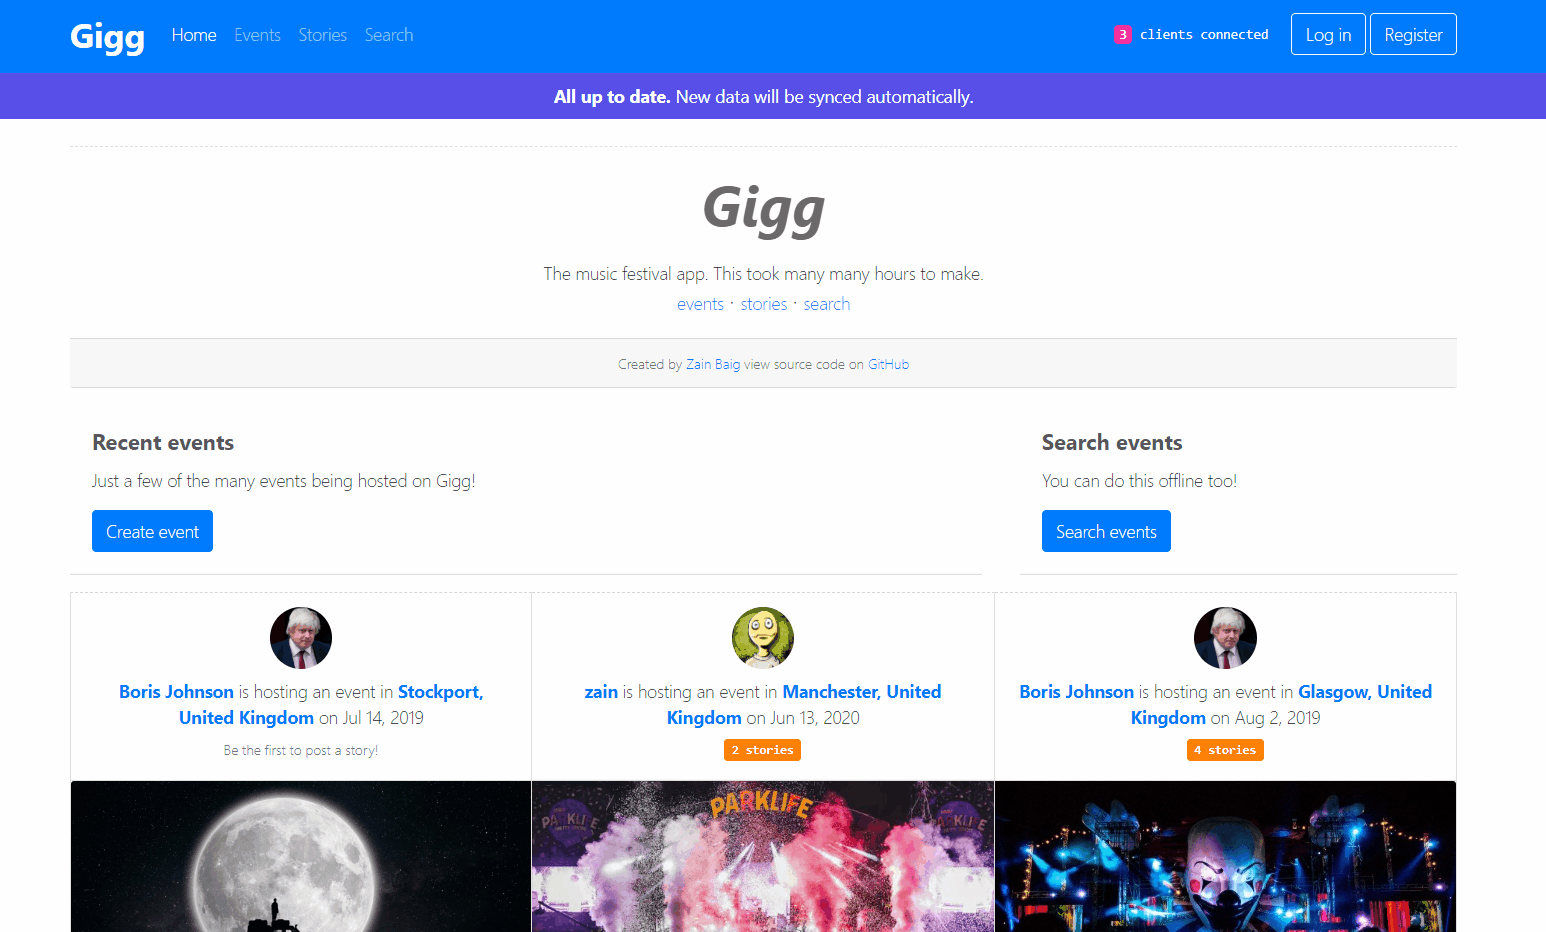 Gigg Home Events Stories Search 3 clients connected Log in Register
All up to date. New data will be synced automatically.
Gigg
The music festival app. This took many many hours to make.
events · stories · search
Created by Zain Baig view source code on GitHub
Recent events
Just a few of the many events being hosted on Gigg!
Create event
Search events
You can do this offline too!
Search events
Boris Johnson is hosting an event in Stockport,
United Kingdom on Jul 14, 2019
Be the first to post a story!
zain is hosting an event in Manchester, United
Kingdom on Jun 13, 2020
2 stories
Boris Johnson is hosting an event in Glasgow, United
Kingdom on Aug 2, 2019
4 stories
PARKLIFE
PARKLIFE
PARKLIFE